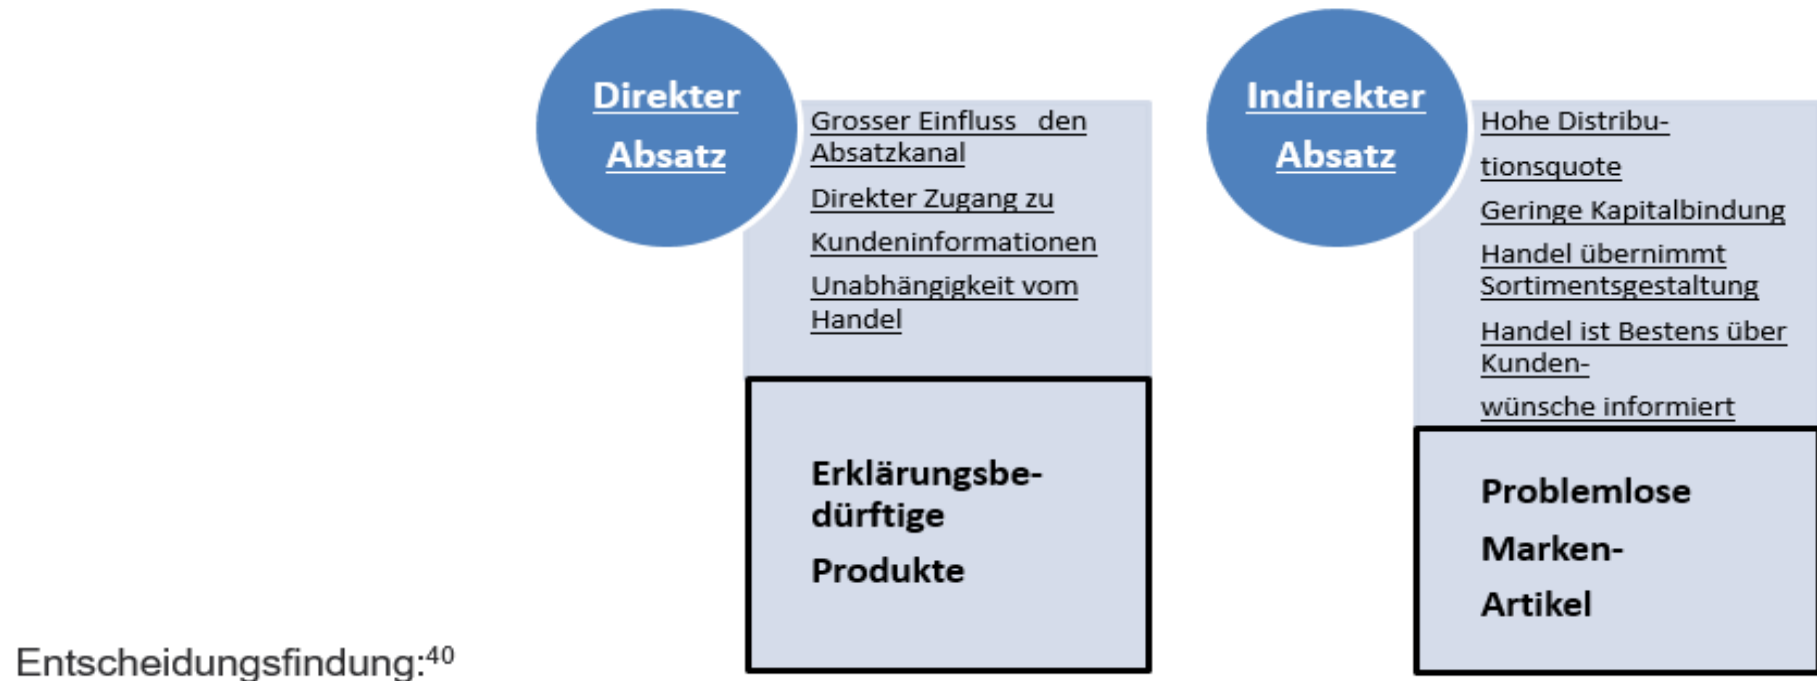 Direkter
Absatz
Grosser Einfluss den
Absatzkanal
Direkter Zugang zu
Kundeninformationen
Unabhängigkeit vom
Handel
Erklärungsbe-
dürftige
Produkte
Indirekter
Absatz
Hohe Distribu-
tionsquote
Geringe Kapitalbindung
Handel übernimmt
Sortimentsgestaltung
Handel ist Bestens über
Kunden-
wünsche informiert
Problemlose
Marken-
Artikel
Entscheidungsfindung:⁴⁰